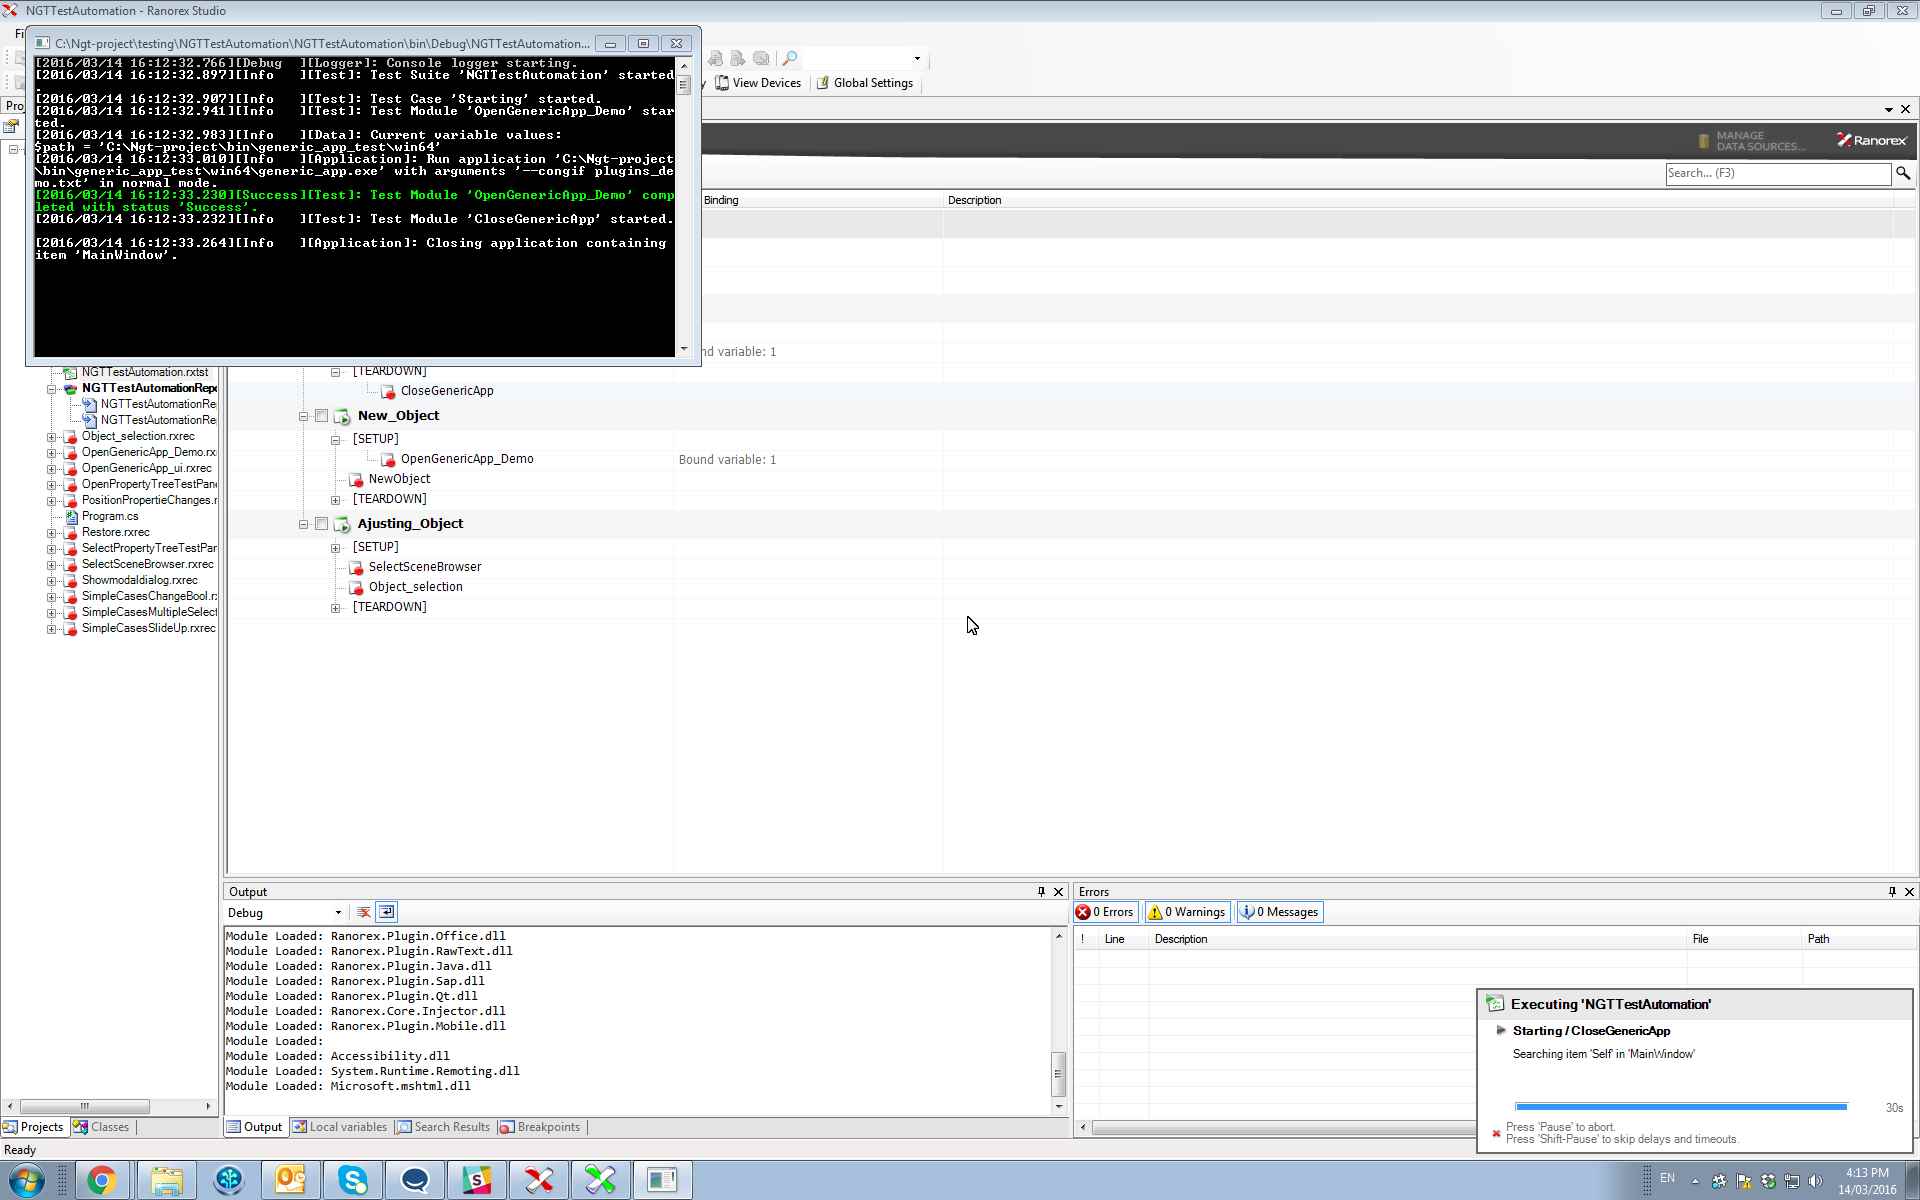 NGTTestAutomation - Ranorex Studio
Fi
C:\Ngt-project\testing\NGTTestAutomation\NGTTestAutomation\bin\Debug\NGTTestAutomation...
[2016/03/14 16:12:32.766][Debug  ][Logger]: Console logger starting.
[2016/03/14 16:12:32.897][Info   ][Test]: Test Suite 'NGTTestAutomation' started
.
[2016/03/14 16:12:32.907][Info   ][Test]: Test Case 'Starting' started.
[2016/03/14 16:12:32.941][Info   ][Test]: Test Module 'OpenGenericApp_Demo' star
ted.
[2016/03/14 16:12:32.983][Info   ][Data]: Current variable values:
$path = 'C:\Ngt-project\bin\generic_app_test\win64'
[2016/03/14 16:12:33.010][Info   ][Application]: Run application 'C:\Ngt-project
\bin\generic_app_test\win64\generic_app.exe' with arguments '--congif plugins_de
mo.txt' in normal mode.
[2016/03/14 16:12:33.230][Success][Test]: Test Module 'OpenGenericApp_Demo' comp
leted with status 'Success'.
[2016/03/14 16:12:33.232][Info   ][Test]: Test Module 'CloseGenericApp' started.
[2016/03/14 16:12:33.264][Info   ][Application]: Closing application containing
item 'MainWindow'.
y View Devices Global Settings
Proj
MANAGE
DATA SOURCES...
Ranorex
Search... (F3)
Binding Description
nd variable: 1
NGTTestAutomation.rxtst
NGTTestAutomationRepo
NGTTestAutomationRe
NGTTestAutomationRe
Object_selection.rxrec
OpenGenericApp_Demo.rx
OpenGenericApp_ui.rxrec
OpenPropertyTreeTestPane
PositionPropertieChanges.r
Program.cs
Restore.rxrec
SelectPropertyTreeTestPar
SelectSceneBrowser.rxrec
Showmodaldialog.rxrec
SimpleCasesChangeBool.rx
SimpleCasesMultipleSelect
SimpleCasesSlideUp.rxrec
[TEARDOWN]
CloseGenericApp
New_Object
[SETUP]
OpenGenericApp_Demo Bound variable: 1
NewObject
[TEARDOWN]
Ajusting_Object
[SETUP]
SelectSceneBrowser
Object_selection
[TEARDOWN]
Output
Debug
Module Loaded: Ranorex.Plugin.Office.dll
Module Loaded: Ranorex.Plugin.RawText.dll
Module Loaded: Ranorex.Plugin.Java.dll
Module Loaded: Ranorex.Plugin.Sap.dll
Module Loaded: Ranorex.Plugin.Qt.dll
Module Loaded: Ranorex.Core.Injector.dll
Module Loaded: Ranorex.Plugin.Mobile.dll
Module Loaded:
Module Loaded: Accessibility.dll
Module Loaded: System.Runtime.Remoting.dll
Module Loaded: Microsoft.mshtml.dll
Errors
0 Errors 0 Warnings 0 Messages
! Line Description File Path
Executing 'NGTTestAutomation'
Starting / CloseGenericApp
Searching item 'Self' in 'MainWindow'
30s
Press 'Pause' to abort.
Press 'Shift-Pause' to skip delays and timeouts.
Projects Classes
Output Local variables Search Results Breakpoints
Ready
EN
4:13 PM
14/03/2016